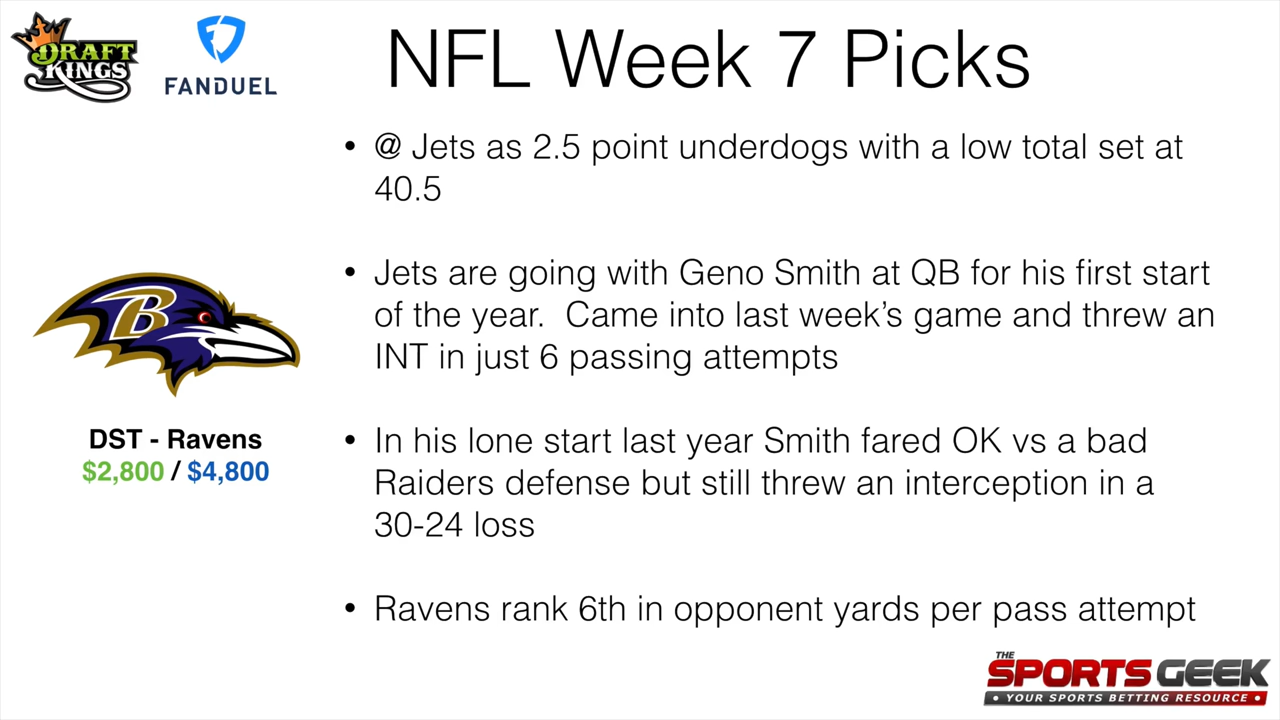 DRAFT
KINGS
FANDUEL
NFL Week 7 Picks
• @ Jets as 2.5 point underdogs with a low total set at
40.5
• Jets are going with Geno Smith at QB for his first start
of the year.  Came into last week’s game and threw an
INT in just 6 passing attempts
B
DST - Ravens
$2,800 / $4,800
• In his lone start last year Smith fared OK vs a bad
Raiders defense but still threw an interception in a
30-24 loss
• Ravens rank 6th in opponent yards per pass attempt
THE
SPORTS GEEK
• YOUR SPORTS BETTING RESOURCE •